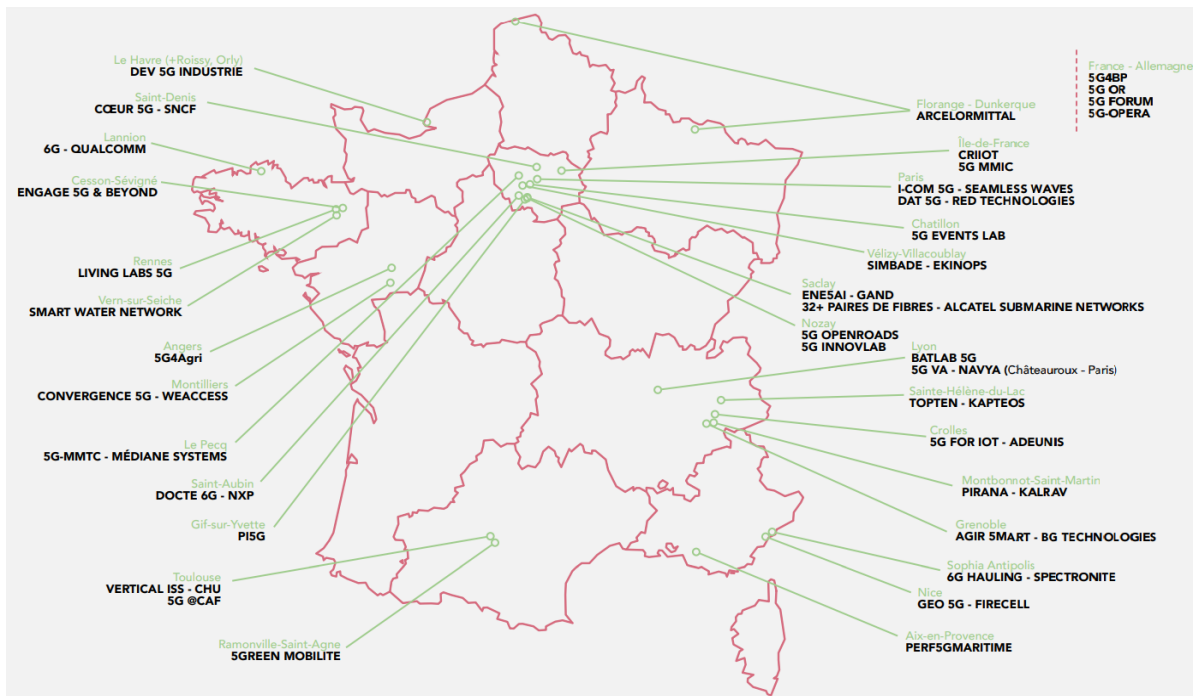 Le Havre (+Roissy, Orly)
DEV 5G INDUSTRIE
Saint-Denis
CŒUR 5G - SNCF
Lannion
6G - QUALCOMM
Cesson-Sévigné
ENGAGE 5G & BEYOND
Rennes
LIVING LABS 5G
Vern-sur-Seiche
SMART WATER NETWORK
Angers
5G4Agri
Montilliers
CONVERGENCE 5G - WEACCESS
Le Pecq
5G-MMTC - MÉDIANE SYSTEMS
Saint-Aubin
DOCTE 6G - NXP
Gif-sur-Yvette
PI5G
Toulouse
VERTICAL ISS - CHU
5G @CAF
Ramonville-Saint-Agne
5GREEN MOBILITE
France - Allemagne
5G4BP
5G OR
5G FORUM
5G-OPERA
Florange - Dunkerque
ARCELORMITTAL
Île-de-France
CRIIOT
5G MMIC
Paris
I-COM 5G - SEAMLESS WAVES
DAT 5G - RED TECHNOLOGIES
Chatillon
5G EVENTS LAB
Vélizy-Villacoublay
SIMBADE - EKINOPS
Saclay
ENE5AI - GAND
32+ PAIRES DE FIBRES - ALCATEL SUBMARINE NETWORKS
Nozay
5G OPENROADS
5G INNOVLAB
Lyon
BATLAB 5G
5G VA - NAVYA (Châteauroux - Paris)
Sainte-Hélène-du-Lac
TOPTEN - KAPTEOS
Crolles
5G FOR IOT - ADEUNIS
Montbonnot-Saint-Martin
PIRANA - KALRAV
Grenoble
AGIR 5MART - BG TECHNOLOGIES
Sophia Antipolis
6G HAULING - SPECTRONITE
Nice
GEO 5G - FIRECELL
Aix-en-Provence
PERF5GMARITIME